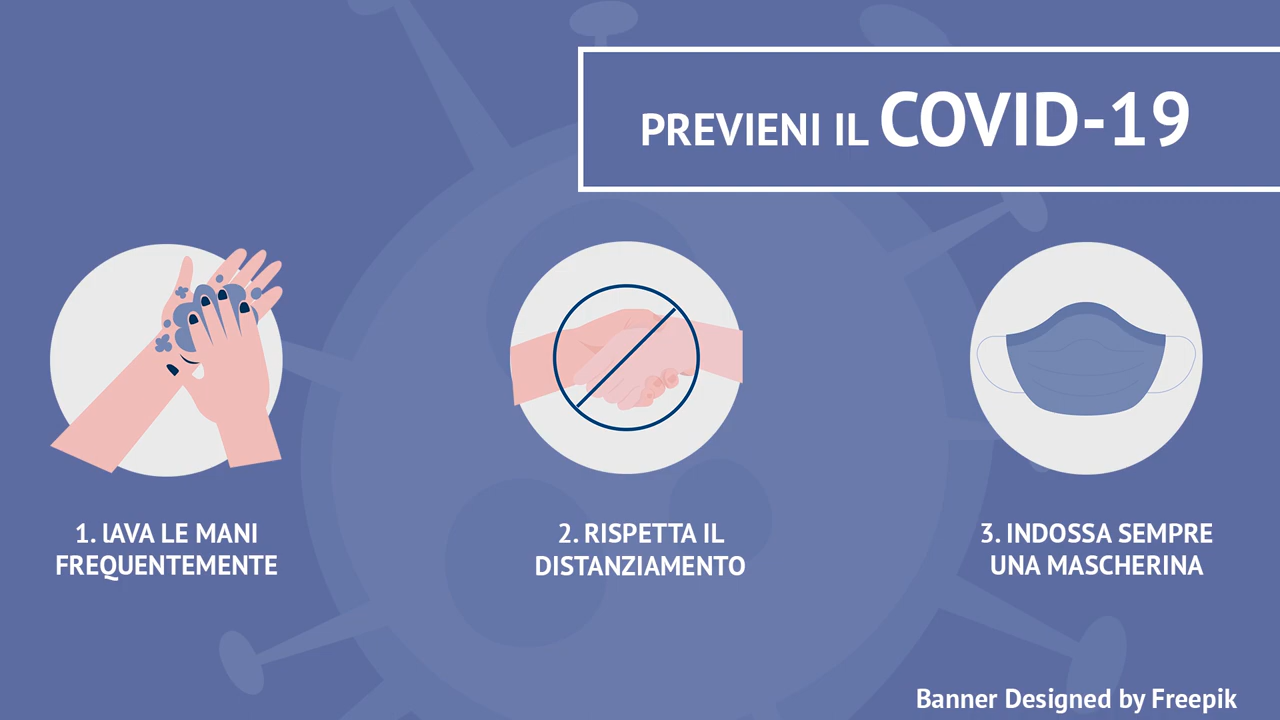 PREVIENI IL COVID-19
1. lAVA LE MANI
FREQUENTEMENTE
2. RISPETTA IL
DISTANZIAMENTO
3. INDOSSA SEMPRE
UNA MASCHERINA
Banner Designed by Freepik